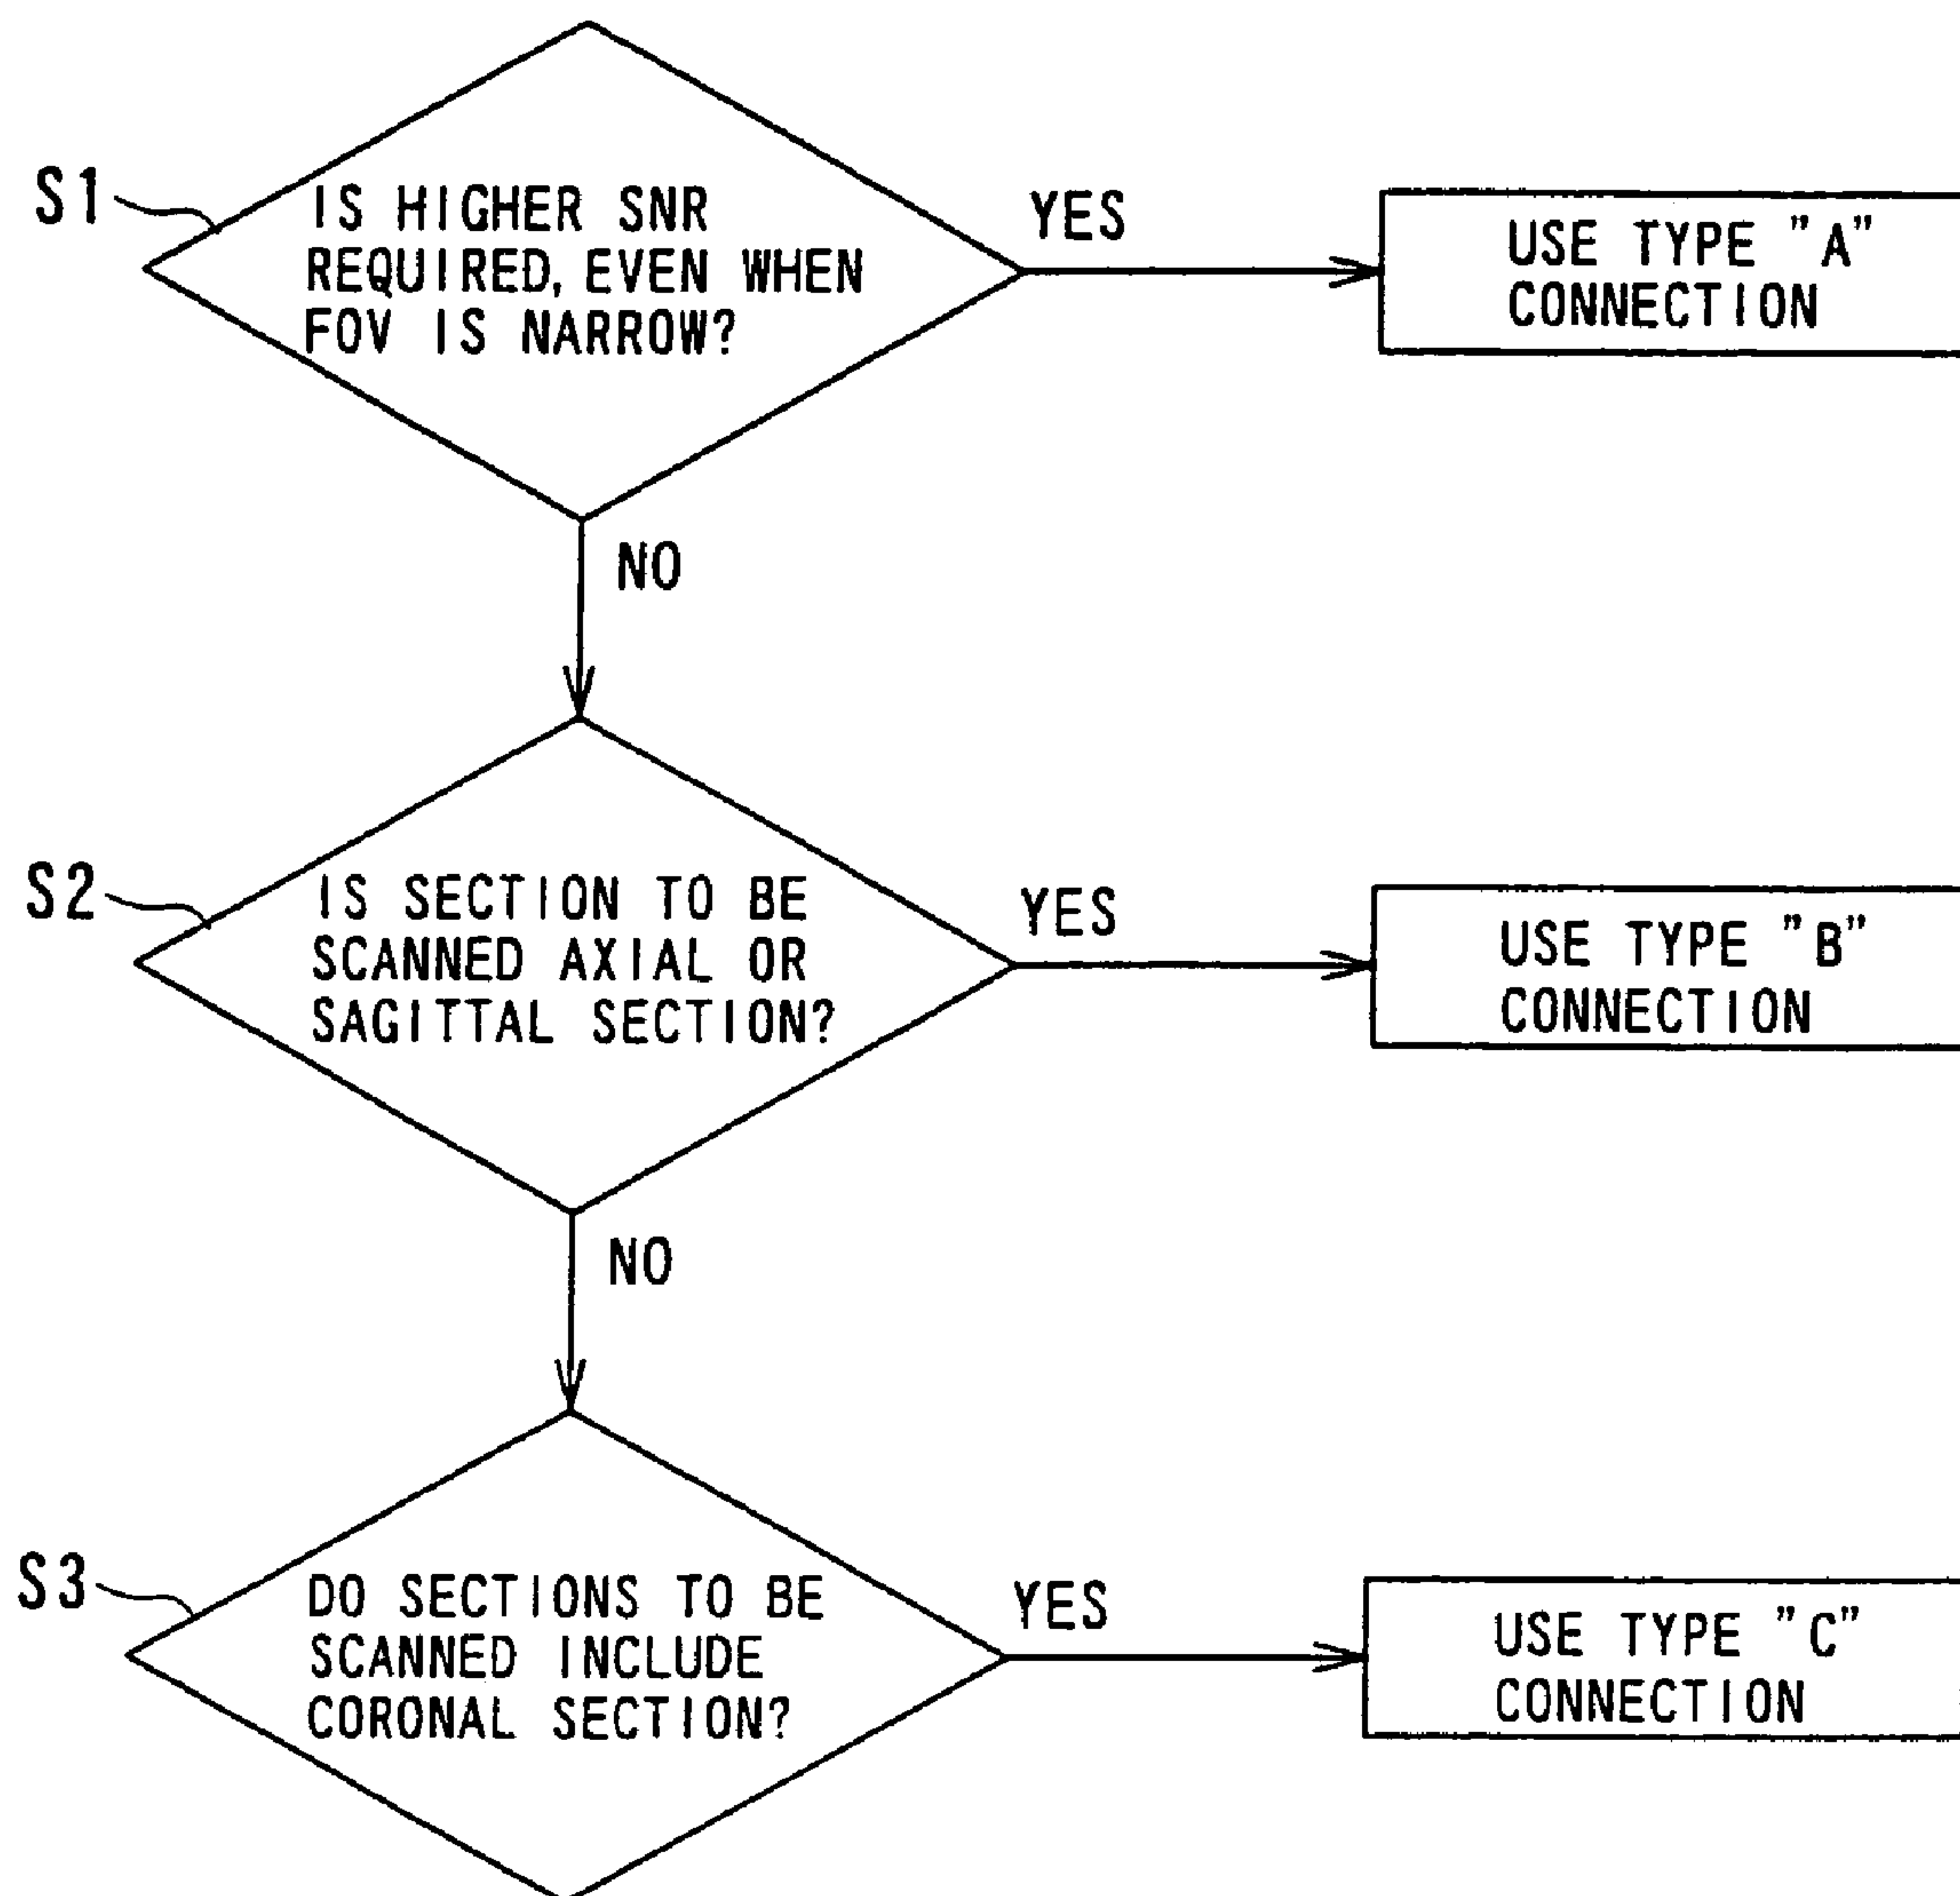 S1
IS HIGHER SNR
REQUIRED, EVEN WHEN
FOV IS NARROW?
YES
USE TYPE "A"
CONNECTION
NO
S2
IS SECTION TO BE
SCANNED AXIAL OR
SAGITTAL SECTION?
YES
USE TYPE "B"
CONNECTION
NO
S3
DO SECTIONS TO BE
SCANNED INCLUDE
CORONAL SECTION?
YES
USE TYPE "C"
CONNECTION